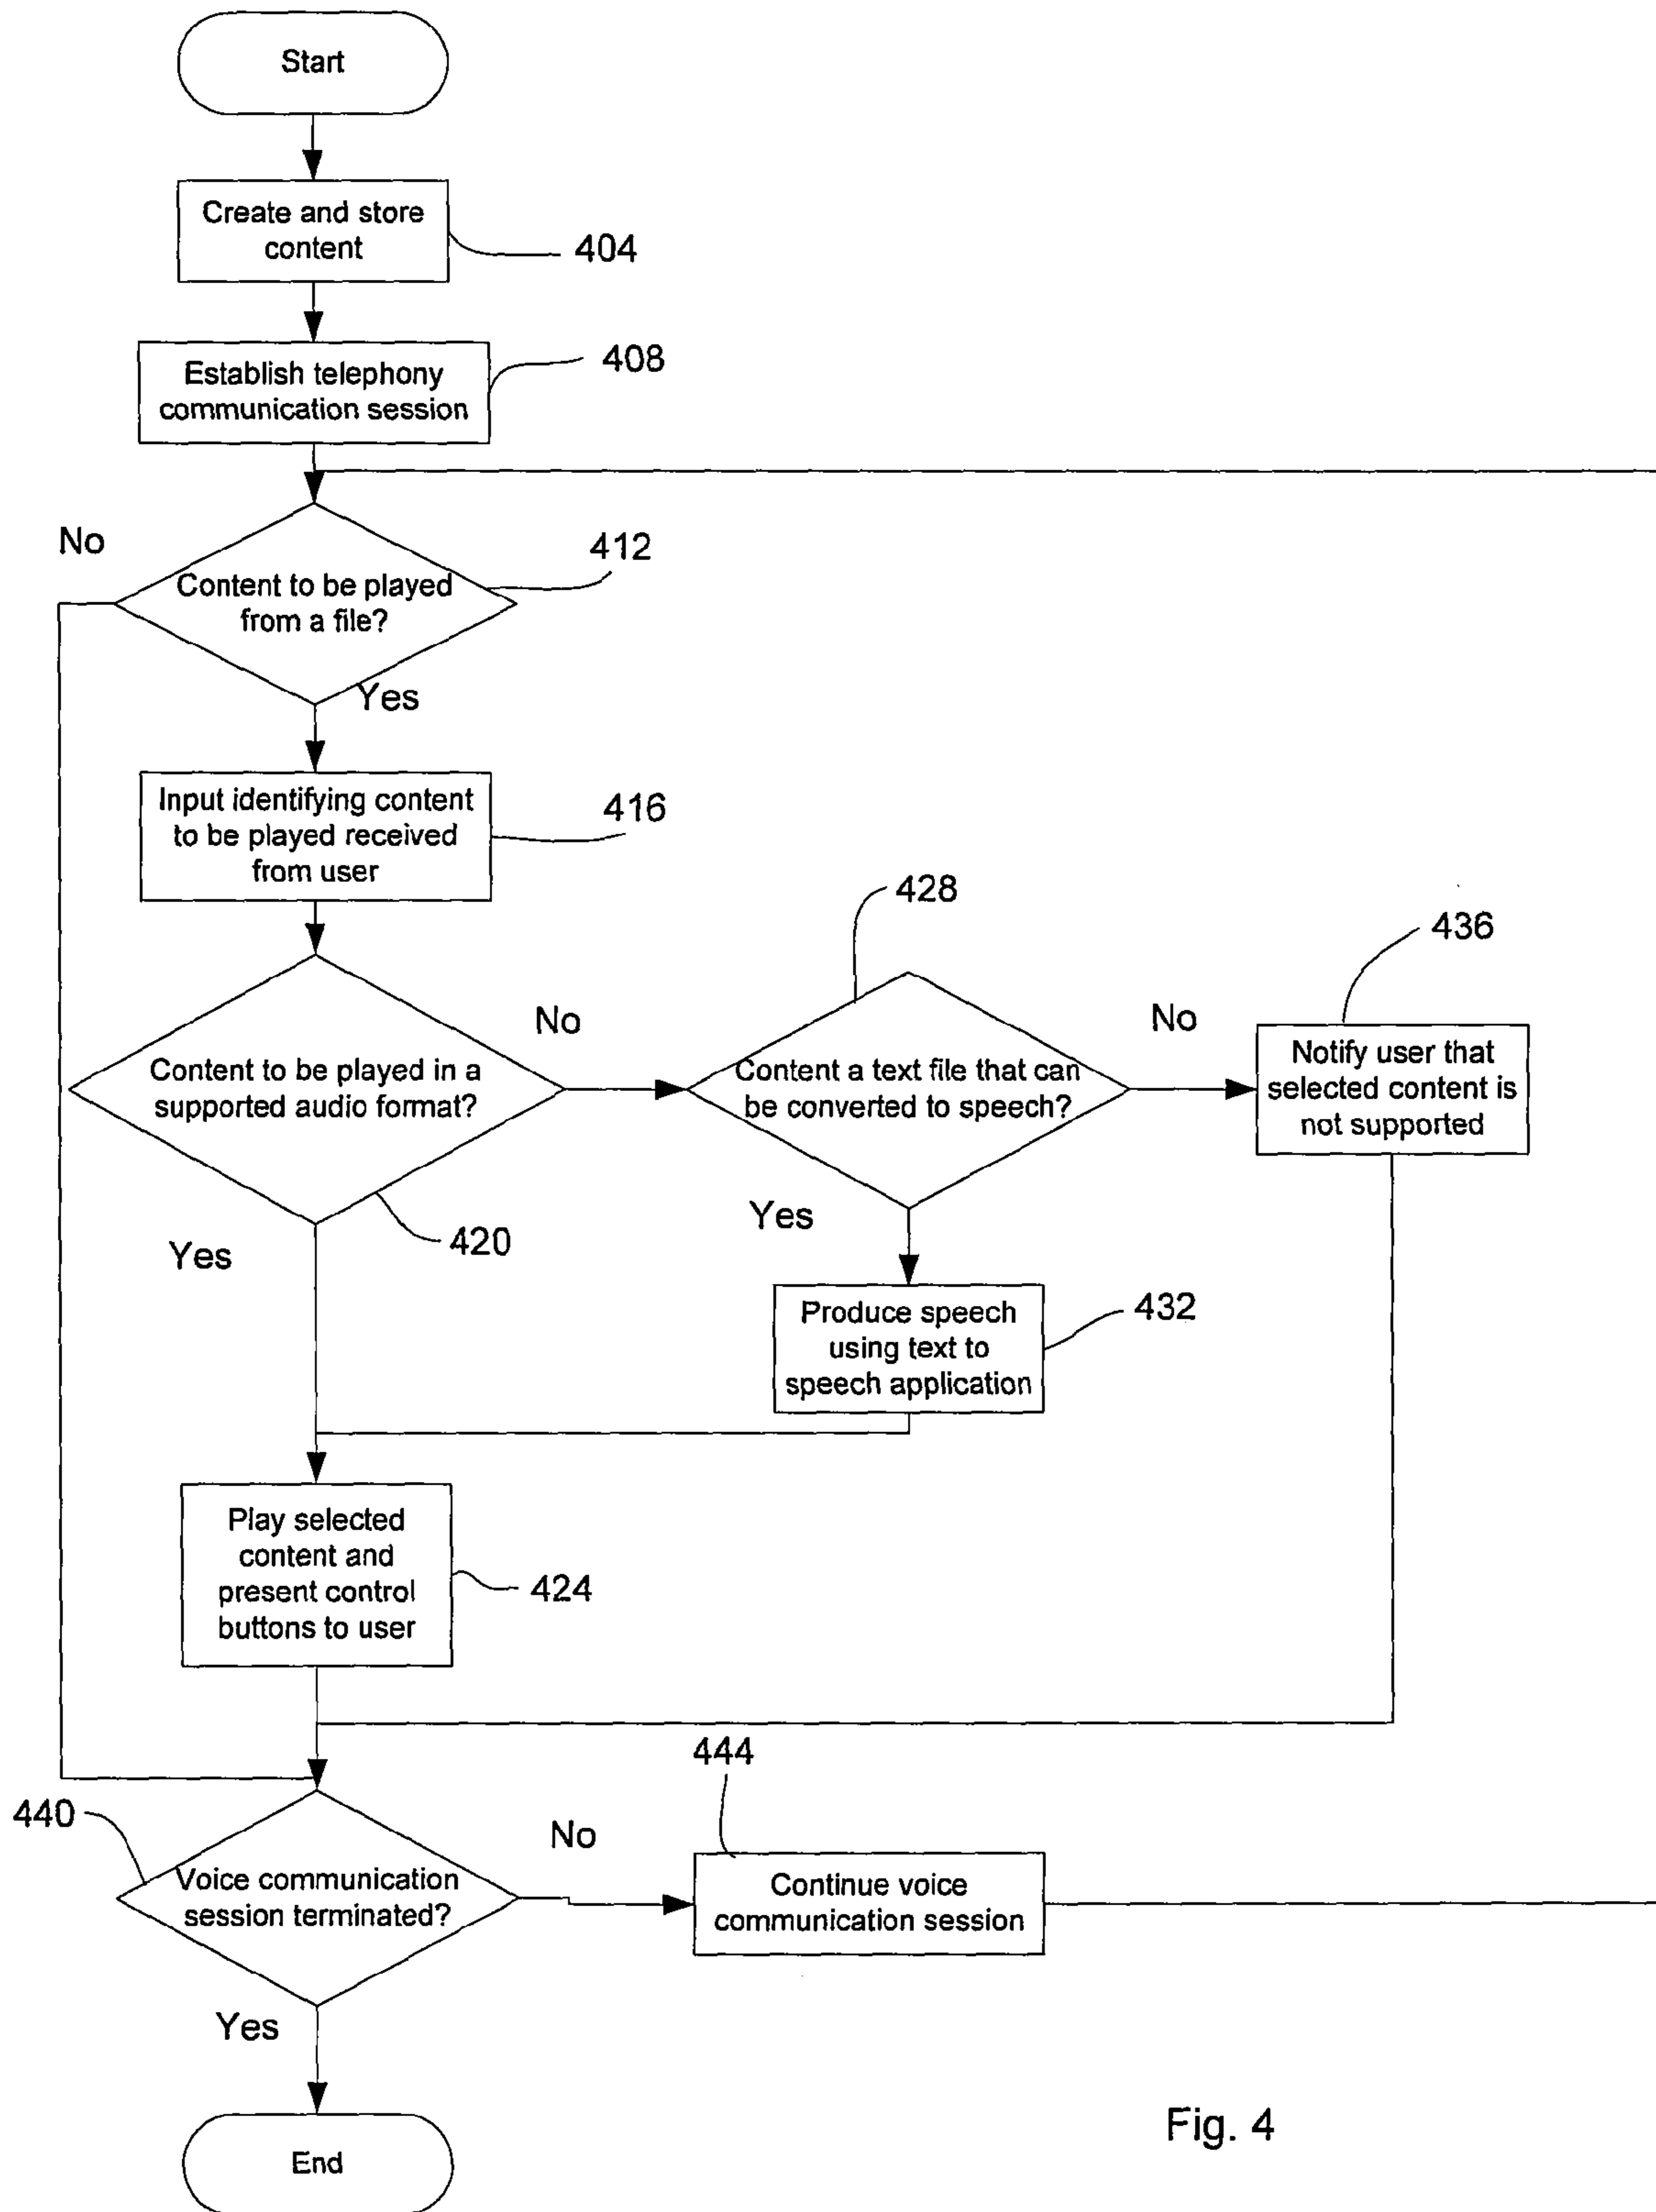 Start
Create and store
content
404
Establish telephony
communication session
408
No
412
Content to be played
from a file?
Yes
Input identifying content
to be played received
from user
416
428
436
No
No
Content to be played in a
supported audio format?
Content a text file that can
be converted to speech?
Notify user that
selected content is
not supported
420
Yes
Yes
Produce speech
using text to
speech application
432
Play selected
content and
present control
buttons to user
424
444
440
No
Voice communication
session terminated?
Continue voice
communication session
Yes
End
Fig. 4